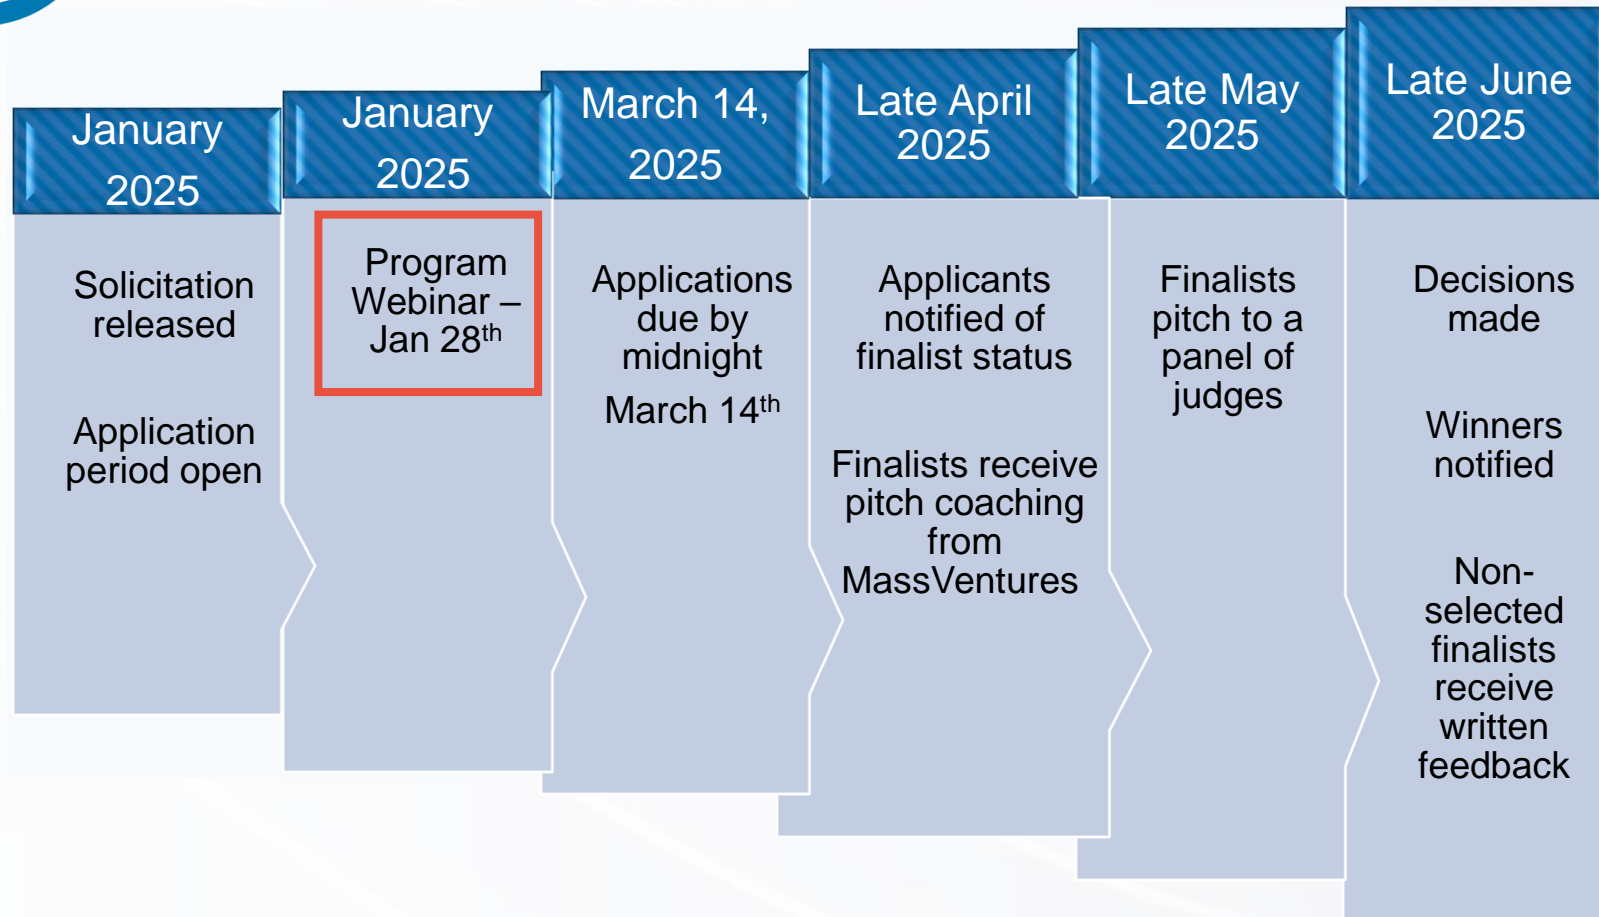 January
2025
Solicitation
released
Application
period open
January
2025
Program
Webinar –
Jan 28th
March 14,
2025
Applications
due by
midnight
March 14th
Late April
2025
Applicants
notified of
finalist status
Finalists receive
pitch coaching
from
MassVentures
Late May
2025
Finalists
pitch to a
panel of
judges
Late June
2025
Decisions
made
Winners
notified
Non-
selected
finalists
receive
written
feedback